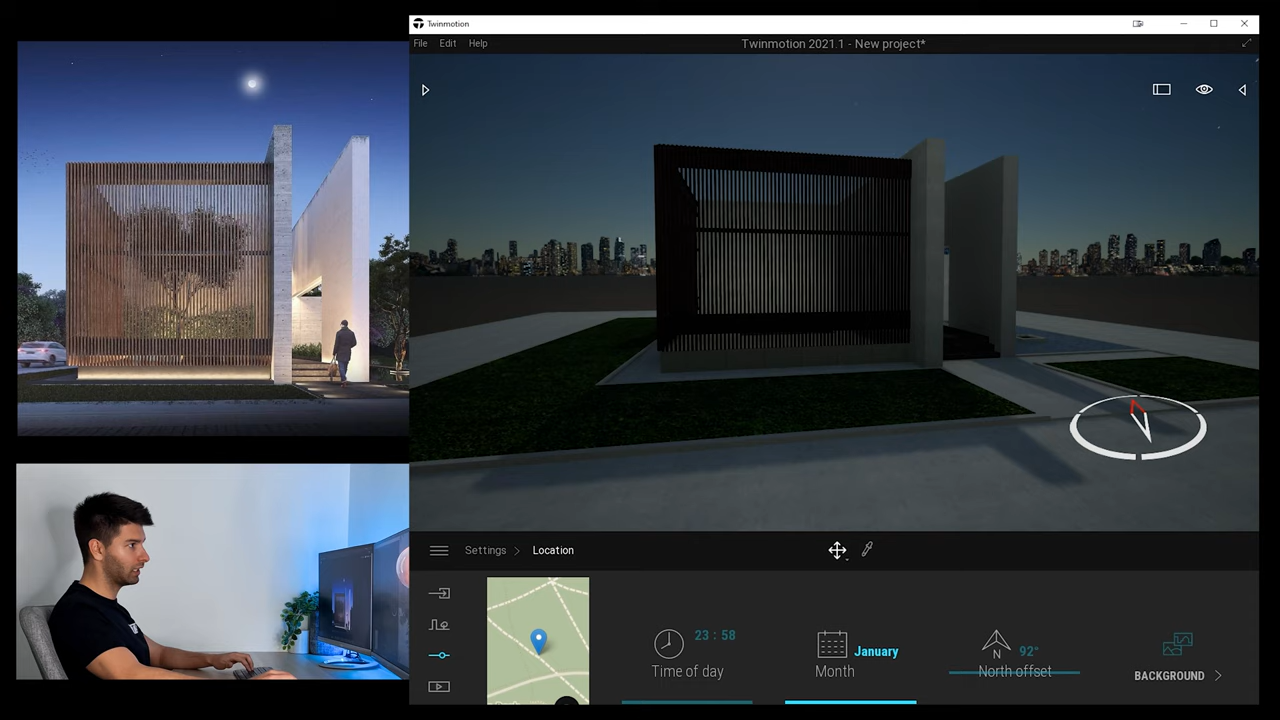 Twinmotion
File Edit Help
Twinmotion 2021.1 - New project*
Settings > Location
23 : 58
Time of day
January
Month
N
92°
North offset
BACKGROUND